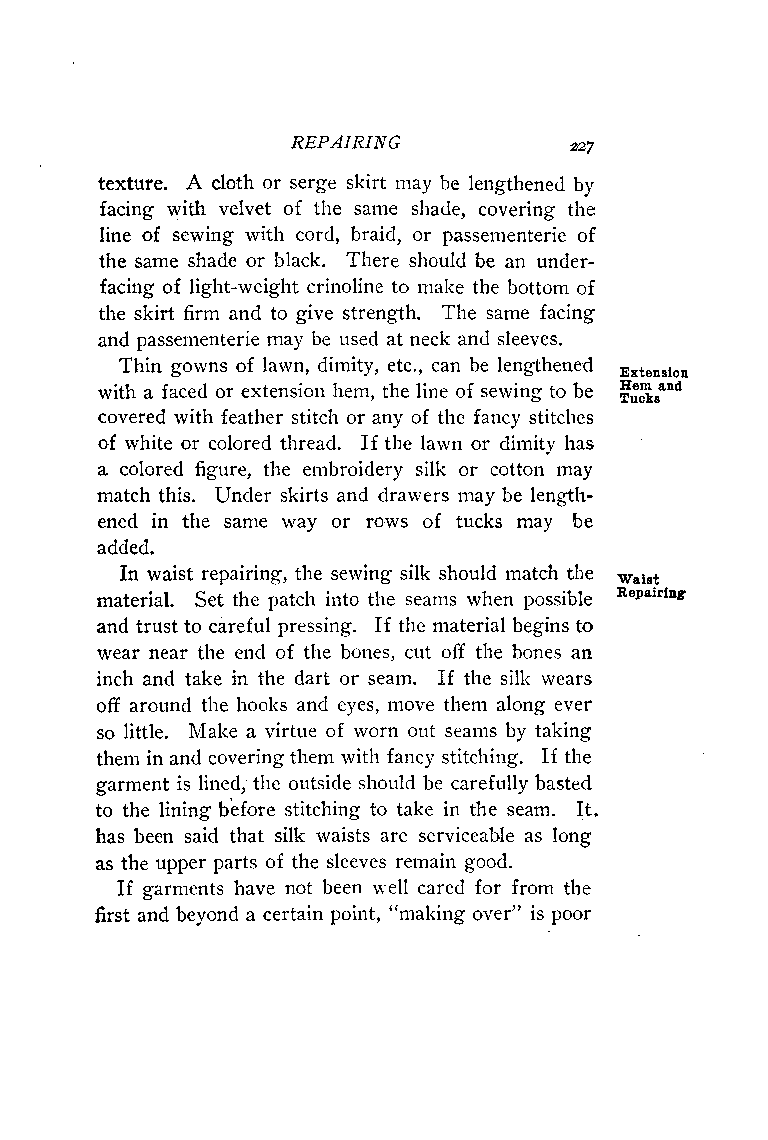 REPAIRING 227
texture. A cloth or serge skirt may be lengthened by
facing with velvet of the same shade, covering the
line of sewing with cord, braid, or passementerie of
the same shade or black. There should be an under-
facing of light-weight crinoline to make the bottom of
the skirt firm and to give strength. The same facing
and passementerie may be used at neck and sleeves.
Thin gowns of lawn, dimity, etc., can be lengthened
with a faced or extension hem, the line of sewing to be
covered with feather stitch or any of the fancy stitches
of white or colored thread. If the lawn or dimity has
a colored figure, the embroidery silk or cotton may
match this. Under skirts and drawers may be length-
ened in the same way or rows of tucks may be
added.
Extension
Hem and
Tucks
In waist repairing, the sewing silk should match the
material. Set the patch into the seams when possible
and trust to careful pressing. If the material begins to
wear near the end of the bones, cut off the bones an
inch and take in the dart or seam. If the silk wears
off around the hooks and eyes, move them along ever
so little. Make a virtue of worn out seams by taking
them in and covering them with fancy stitching. If the
garment is lined, the outside should be carefully basted
to the lining before stitching to take in the seam. It
has been said that silk waists are serviceable as long
as the upper parts of the sleeves remain good.
Waist
Repairing
If garments have not been well cared for from the
first and beyond a certain point, "making over" is poor